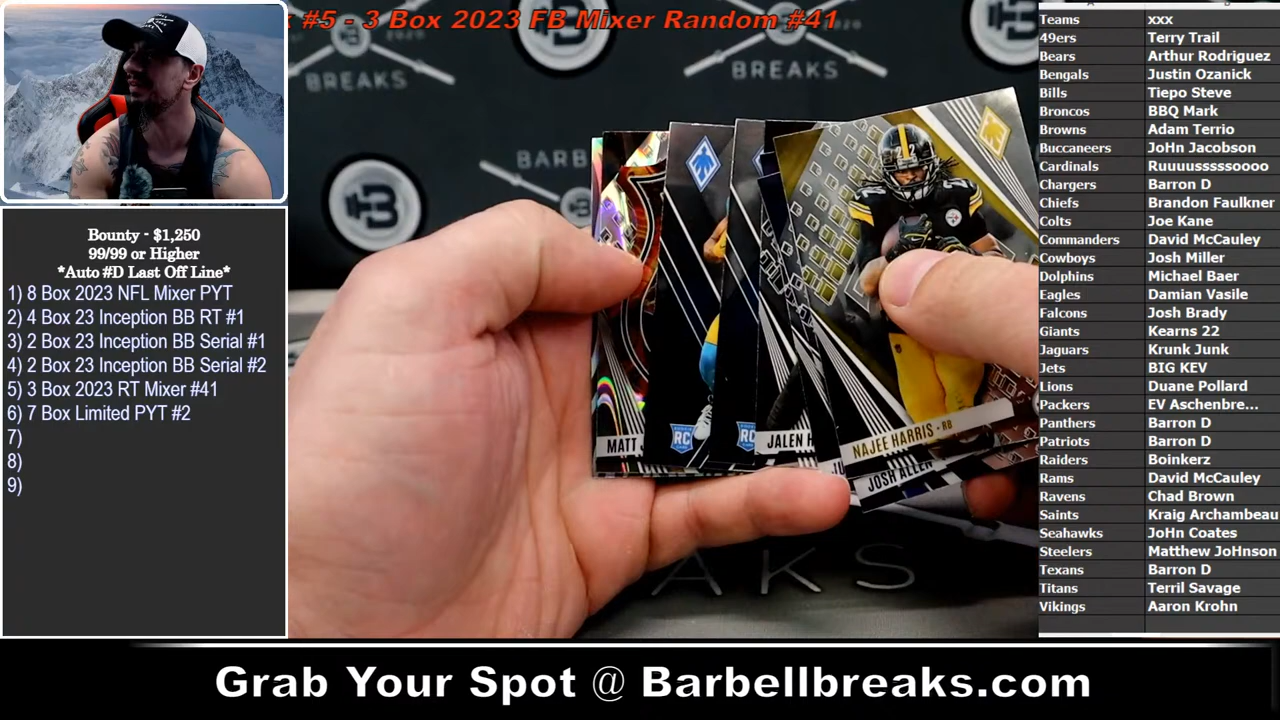 #5 - 3 Box 2023 FB Mixer Random #41
Bounty - $1,250
99/99 or Higher
*Auto #D Last Off Line*
1) 8 Box 2023 NFL Mixer PYT
2) 4 Box 23 Inception BB RT #1
3) 2 Box 23 Inception BB Serial #1
4) 2 Box 23 Inception BB Serial #2
5) 3 Box 2023 RT Mixer #41
6) 7 Box Limited PYT #2
7)
8)
9)
BREAKS
BREAKS
BARB
22
RC
RC
MATT
JALEN H
NAJEE HARRIS • RB
JOSH ALLEN
AKS
Teams xxx
49ers Terry Trail
Bears Arthur Rodriguez
Bengals Justin Ozanick
Bills Tiepo Steve
Broncos BBQ Mark
Browns Adam Terrio
Buccaneers JoHn Jacobson
Cardinals Ruuuusssssoooo
Chargers Barron D
Chiefs Brandon Faulkner
Colts Joe Kane
Commanders David McCauley
Cowboys Josh Miller
Dolphins Michael Baer
Eagles Damian Vasile
Falcons Josh Brady
Giants Kearns 22
Jaguars Krunk Junk
Jets BIG KEV
Lions Duane Pollard
Packers EV Aschenbre...
Panthers Barron D
Patriots Barron D
Raiders Boinkerz
Rams David McCauley
Ravens Chad Brown
Saints Kraig Archambeau
Seahawks JoHn Coates
Steelers Matthew JoHnson
Texans Barron D
Titans Terril Savage
Vikings Aaron Krohn
Grab Your Spot @ Barbellbreaks.com